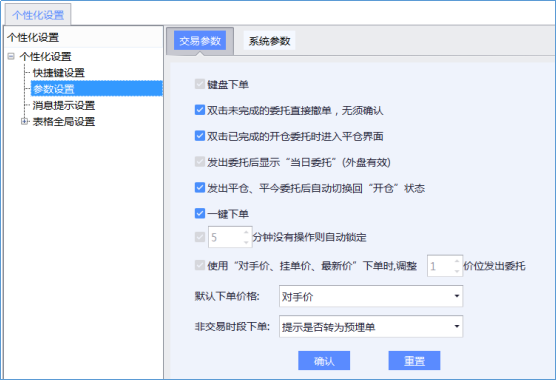 个性化设置
个性化设置
个性化设置
快捷键设置
参数设置
消息提示设置
表格全局设置
交易参数 系统参数
键盘下单
双击未完成的委托直接撤单，无须确认
双击已完成的开仓委托时进入平仓界面
发出委托后显示“当日委托”(外盘有效)
发出平仓、平今委托后自动切换回“开仓”状态
一键下单
5 分钟没有操作则自动锁定
使用“对手价、挂单价、最新价”下单时,调整 1 价位发出委托
默认下单价格: 对手价
非交易时段下单: 提示是否转为预埋单
确认 重置